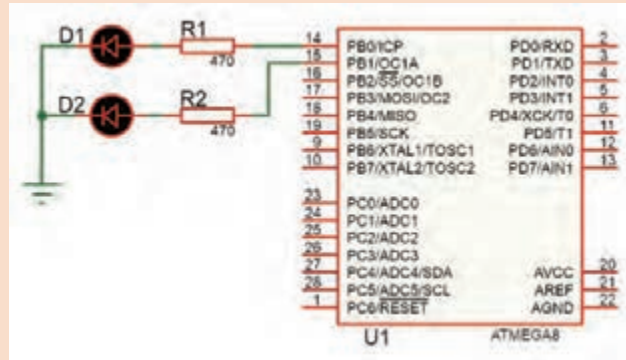 D1
R1
470
D2
R2
470
14 PB0/ICP
15 PB1/OC1A
16 PB2/SS/OC1B
17 PB3/MOSI/OC2
18 PB4/MISO
19 PB5/SCK
9 PB6/XTAL1/TOSC1
10 PB7/XTAL2/TOSC2
23 PC0/ADC0
24 PC1/ADC1
25 PC2/ADC2
26 PC3/ADC3
27 PC4/ADC4/SDA
28 PC5/ADC5/SCL
1 PC6/RESET
PD0/RXD 2
PD1/TXD 3
PD2/INT0 4
PD3/INT1 5
PD4/XCK/T0 6
PD5/T1 11
PD6/AIN0 12
PD7/AIN1 13
AVCC 20
AREF 21
AGND 22
U1
ATMEGA8